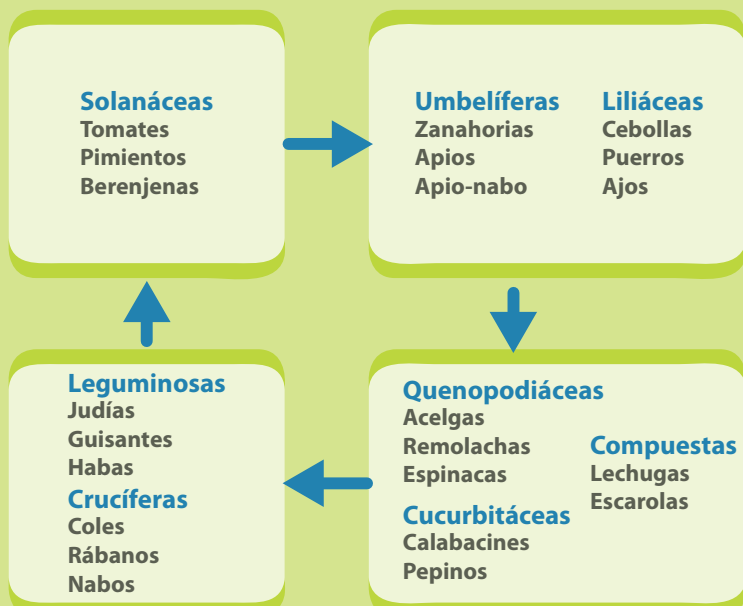 Solanáceas
Tomates
Pimientos
Berenjenas
Umbelíferas
Zanahorias
Apios
Apio-nabo
Liliáceas
Cebollas
Puerros
Ajos
Leguminosas
Judías
Guisantes
Habas
Crucíferas
Coles
Rábanos
Nabos
Quenopodiáceas
Acelgas
Remolachas
Espinacas
Cucurbitáceas
Calabacines
Pepinos
Compuestas
Lechugas
Escarolas